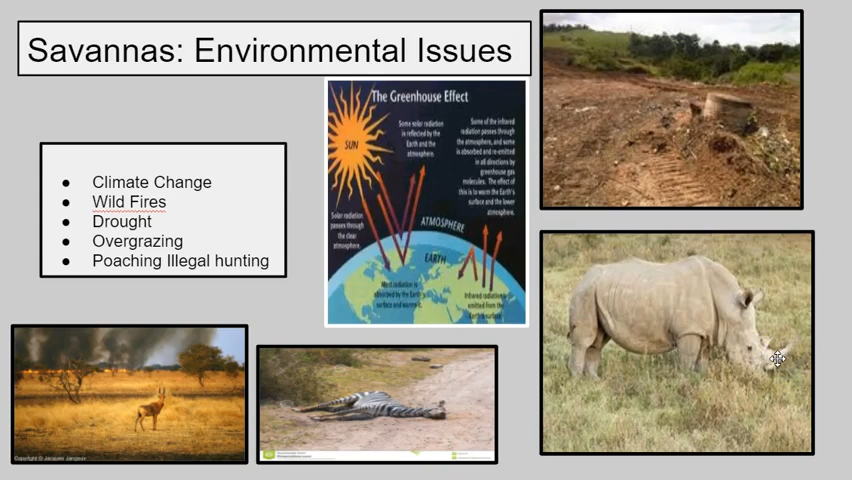 Savannas: Environmental Issues
Climate Change
Wild Fires
Drought
Overgrazing
Poaching Illegal hunting
The Greenhouse Effect
SUN
Some solar radiation
is reflected by the
Earth and the
atmosphere.
Some of the infrared
radiation passes through
the atmosphere, and some
is absorbed and re-emitted
in all directions by
greenhouse gas
molecules. The effect of
this is to warm the Earth's
surface and the lower
atmosphere.
Solar radiation
passes through
the clear
atmosphere.
ATMOSPHERE
EARTH
Most radiation is
absorbed by the Earth's
surface and warms it.
Infrared radiation is
emitted from the
Earth's surface.